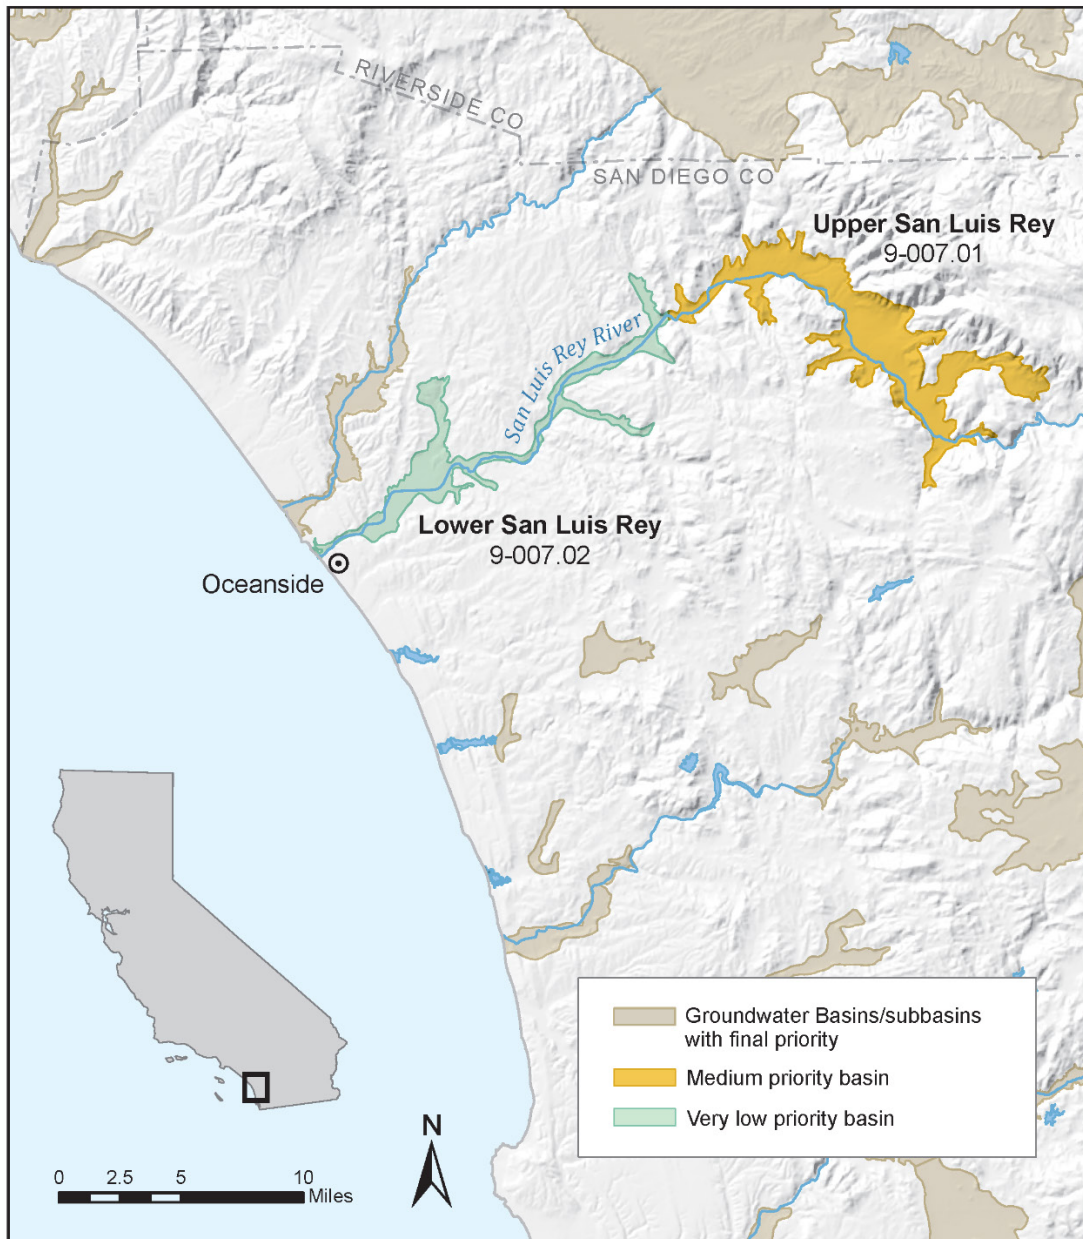 RIVERSIDE CO
SAN DIEGO CO
Upper San Luis Rey
9-007.01
San Luis Rey River
Lower San Luis Rey
9-007.02
Oceanside
Groundwater Basins/subbasins
with final priority
Medium priority basin
Very low priority basin
N
0 2.5 5 10
Miles